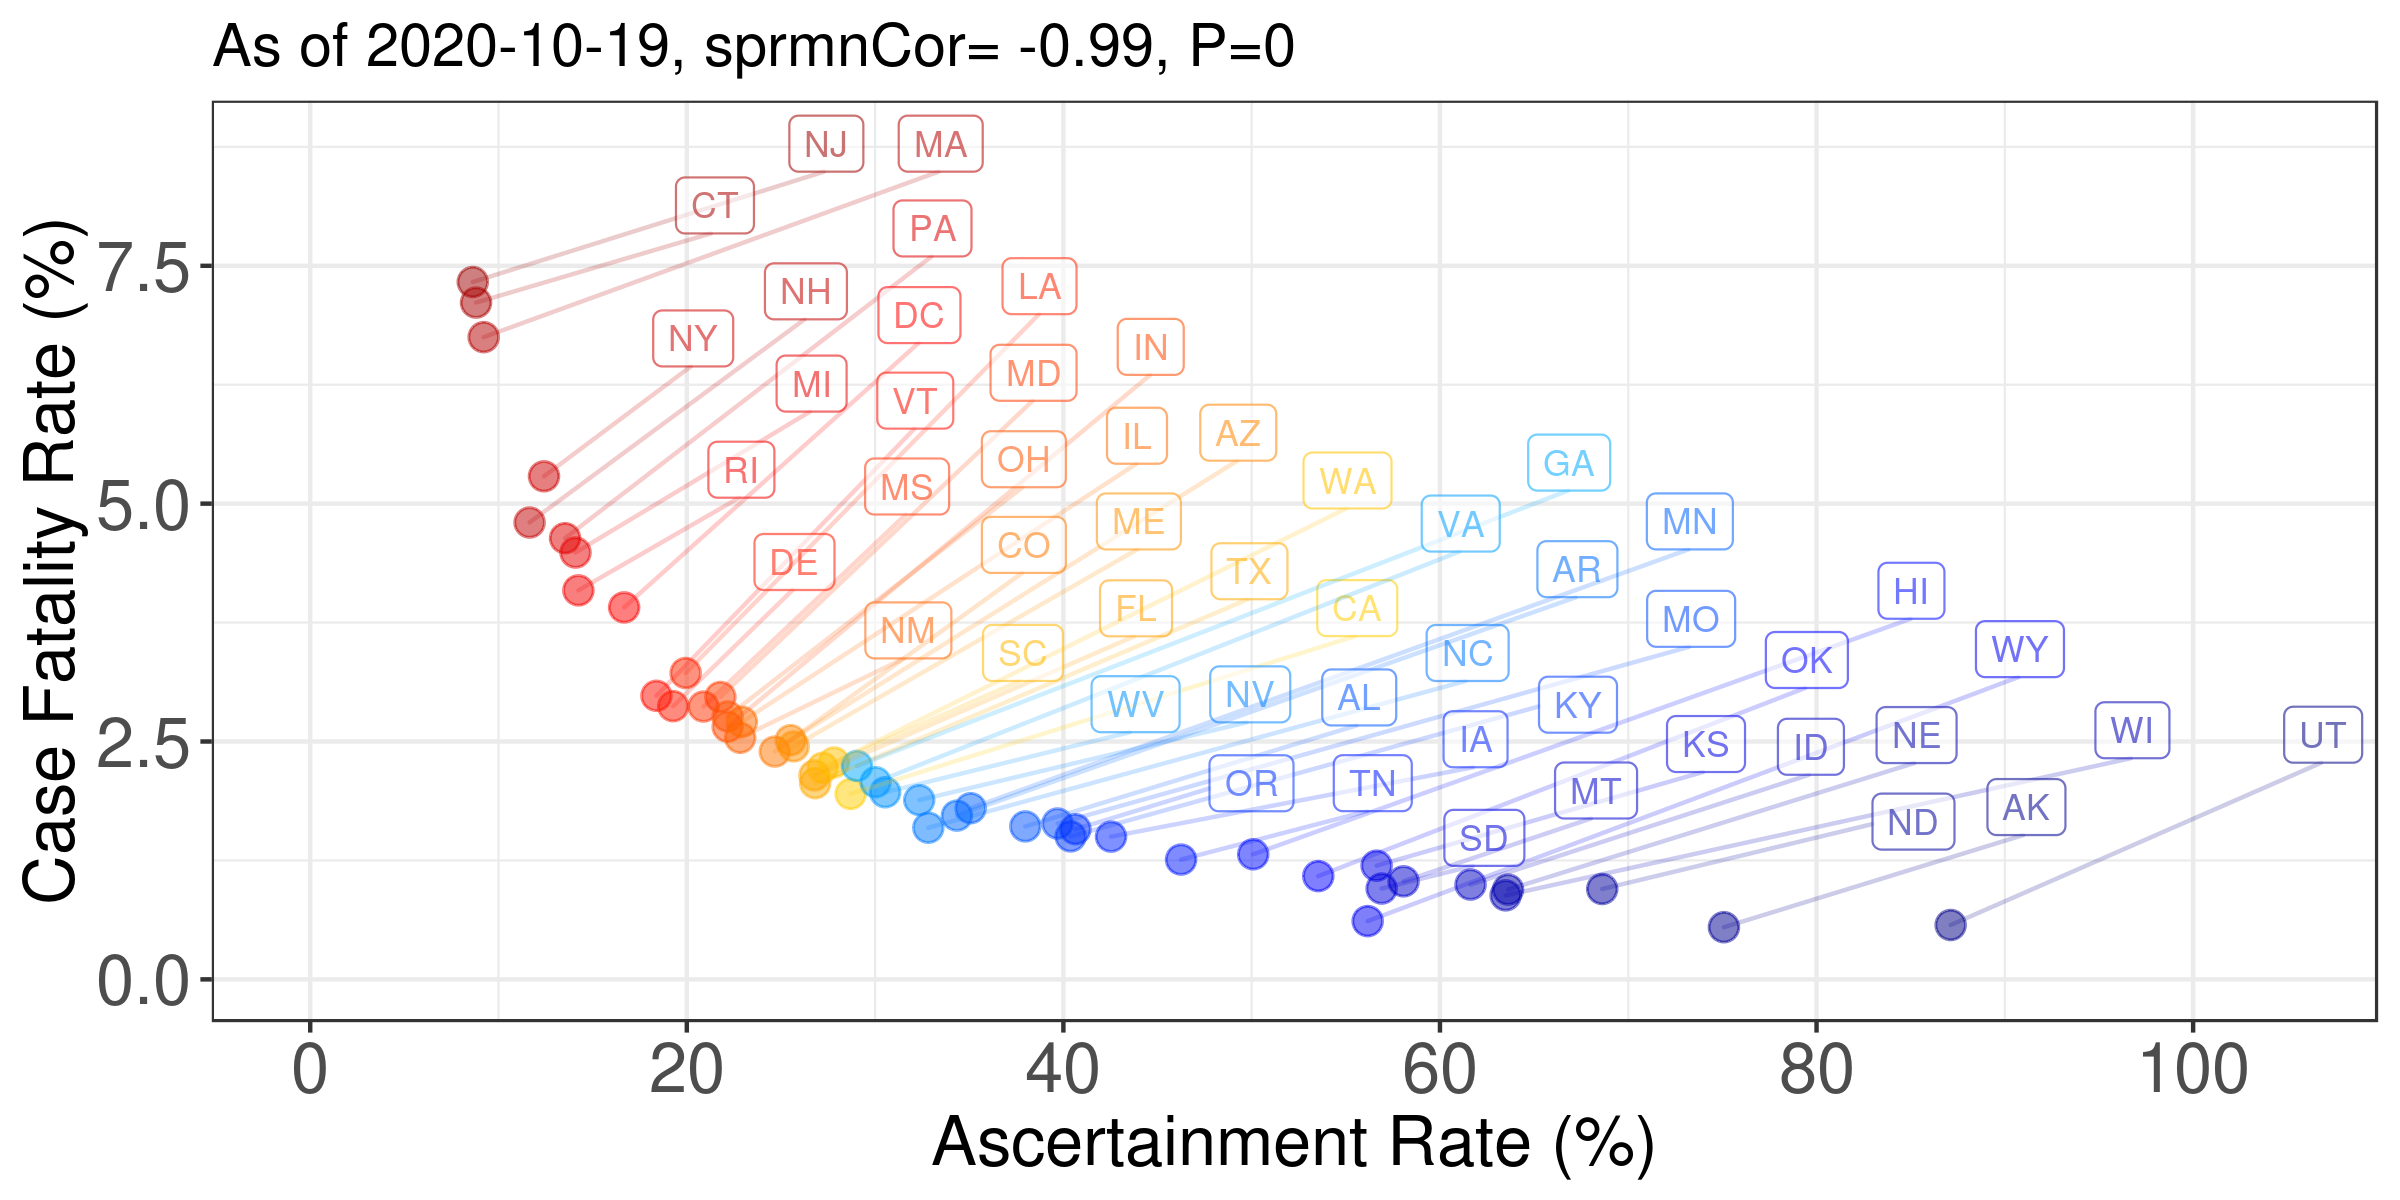 As of 2020-10-19, sprmnCor= -0.99, P=0
NJ MA
CT
PA
NH LA
DC
NY IN
MI MD
VT
IL AZ
RI OH GA
MS WA
ME VA MN
DE CO
TX AR
FL CA HI
NM MO
SC NC WY
OK
WV NV AL KY
IA KS ID NE WI UT
OR TN MT
SD ND AK
7.5
5.0
2.5
0.0
Case Fatality Rate (%)
0 20 40 60 80 100
Ascertainment Rate (%)